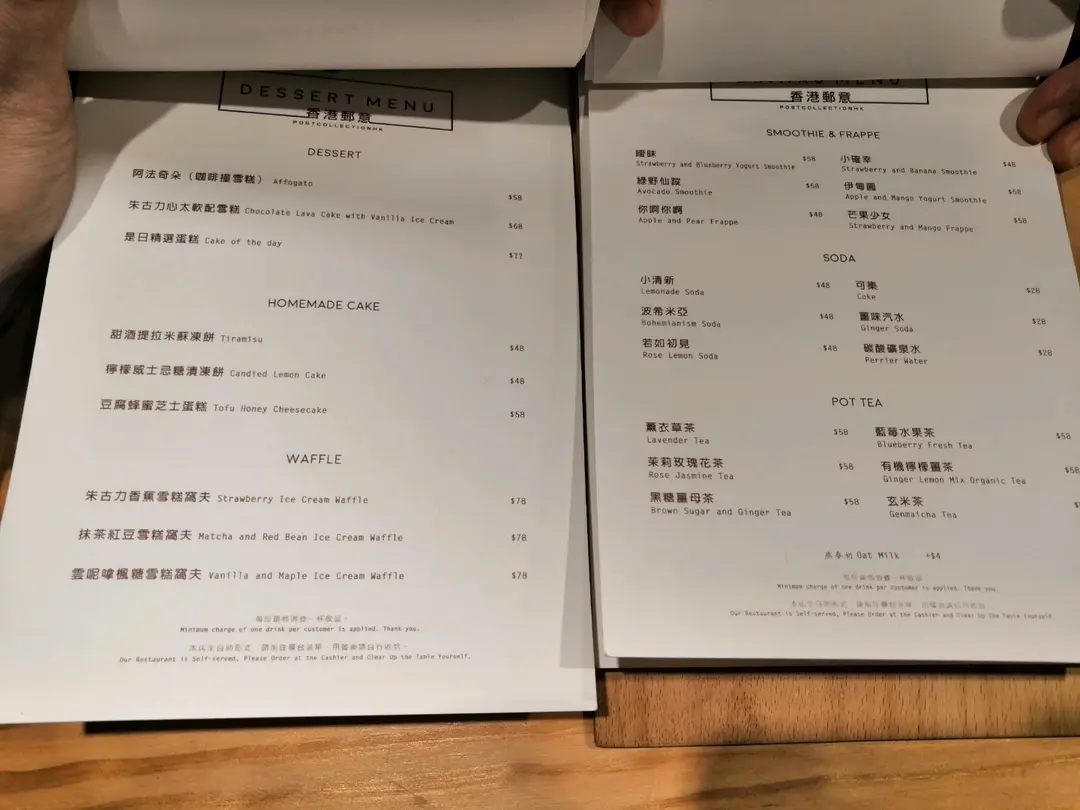 DESSERT MENU
香港郵意
POSTCOLLECTIONHK
DESSERT
阿法奇朵（咖啡撞雪糕） Affogato $58
朱古力心太軟配雪糕 Chocolate Lava Cake with Vanilla Ice Cream $68
是日精選蛋糕 Cake of the day $??
HOMEMADE CAKE
甜酒提拉米蘇凍餅 Tiramisu $48
檸檬威士忌糖漬凍餅 Candied Lemon Cake $48
豆腐蜂蜜芝士蛋糕 Tofu Honey Cheesecake $58
WAFFLE
朱古力香蕉雪糕窩夫 Strawberry Ice Cream Waffle $78
抹茶紅豆雪糕窩夫 Matcha and Red Bean Ice Cream Waffle $78
雲呢嗱楓糖雪糕窩夫 Vanilla and Maple Ice Cream Waffle $78
Minimum charge of one drink per customer is applied. Thank you.
Our Restaurant is Self-served, Please Order at the Cashier and Clear Up the Table Yourself.
MENU
香港郵意
POSTCOLLECTIONHK
SMOOTHIE & FRAPPE
曖昧 $58 小確幸 $48
Strawberry and Blueberry Yogurt Smoothie Strawberry and Banana Smoothie
綠野仙蹤 $58 伊甸園 $58
Avocado Smoothie Apple and Mango Yogurt Smoothie
你啊你啊 $48 芒果少女 $58
Apple and Pear Frappe Strawberry and Mango Frappe
SODA
小清新 $48 可樂 $28
Lemonade Soda Coke
波希米亞 $48 薑味汽水 $28
Bohemianism Soda Ginger Soda
若如初見 $48 碳酸礦泉水 $28
Rose Lemon Soda Perrier Water
POT TEA
薰衣草茶 $58 藍莓水果茶 $58
Lavender Tea Blueberry Fresh Tea
茉莉玫瑰花茶 $58 有機檸檬薑茶 $58
Rose Jasmine Tea Ginger Lemon Mix Organic Tea
黑糖薑母茶 $58 玄米茶
Brown Sugar and Ginger Tea Genmaicha Tea
Oat Milk +$4
Minimum charge of one drink per customer is applied. Thank you.
Our Restaurant is Self-served, Please Order at the Cashier and Clear Up the Table Yourself.